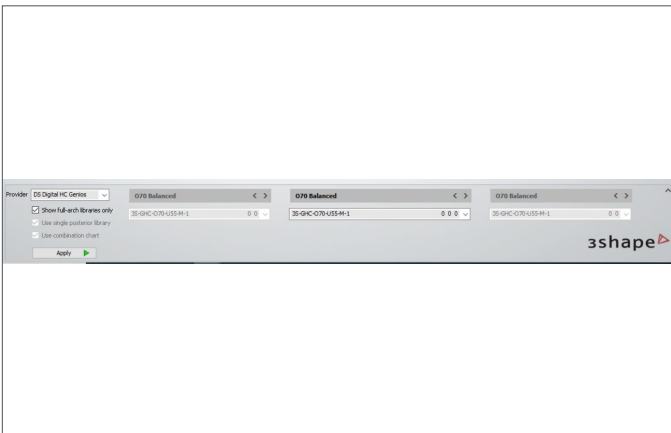 Provider DS Digital HC Genios
Show full-arch libraries only
Use single posterior library
Use combination chart
Apply
O70 Balanced < >
3S-GHC-O70-U55-M-1 0 0
O70 Balanced < >
3S-GHC-O70-U55-M-1 0 0 0
O70 Balanced < >
3S-GHC-O70-U55-M-1 0 0
3shape